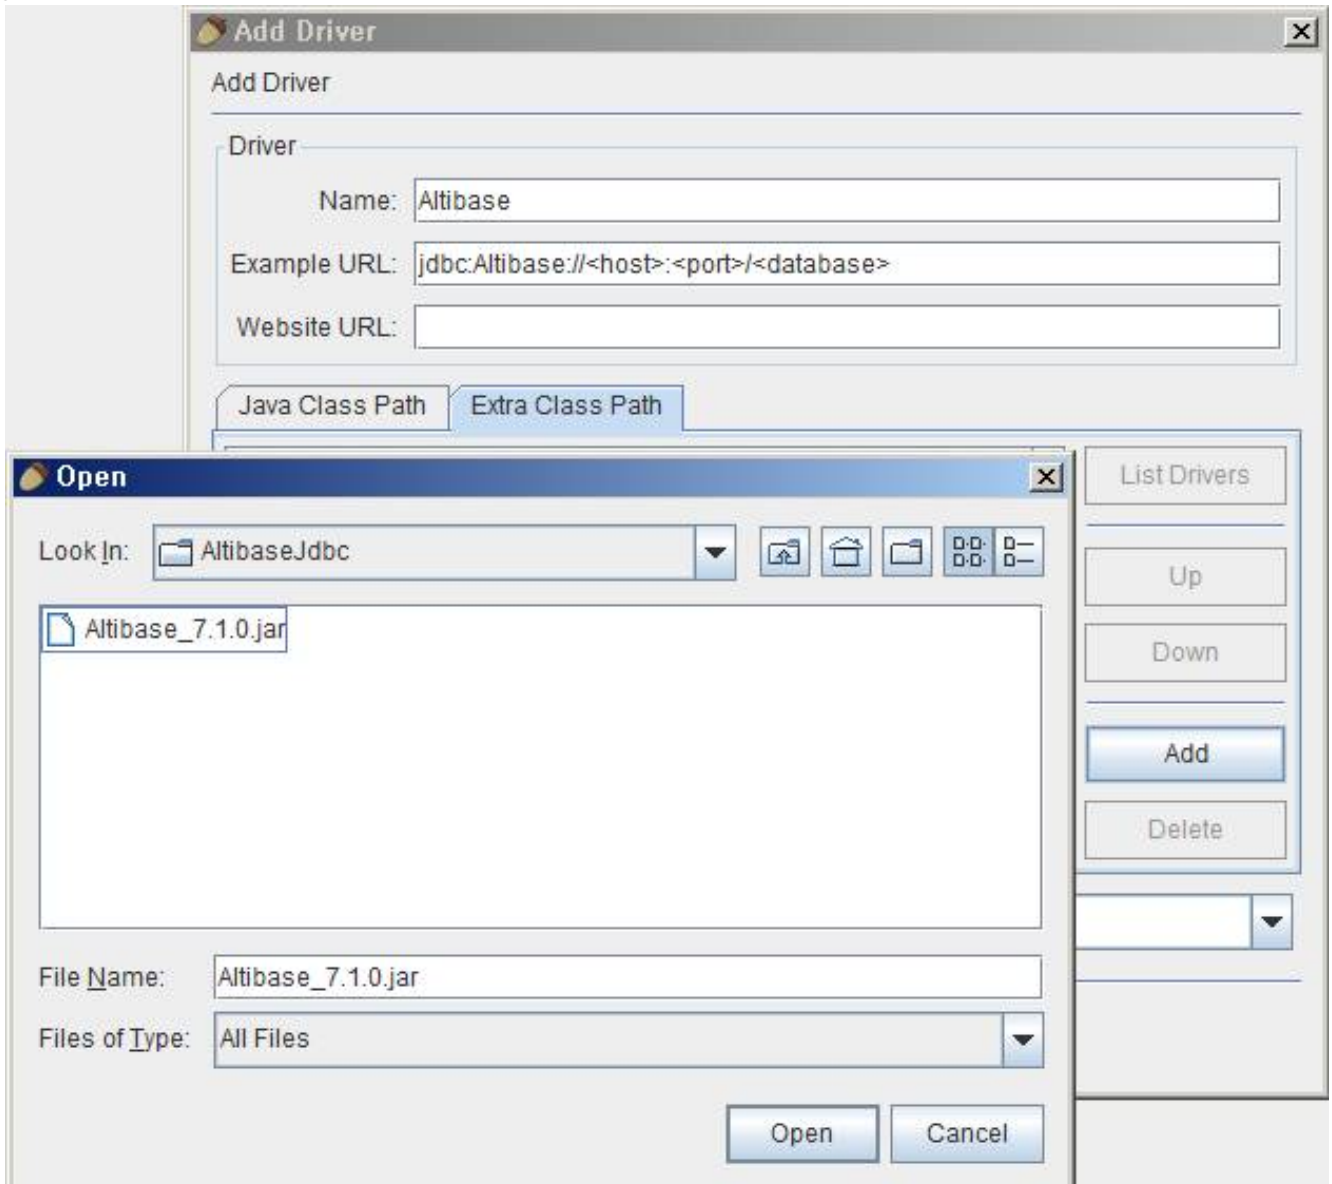 Add Driver
Add Driver
Driver
Name: Altibase
Example URL: jdbc:Altibase://<host>:<port>/<database>
Website URL:
Java Class Path Extra Class Path
List Drivers
Up
Down
Add
Delete
Open
Look In: AltibaseJdbc
Altibase_7.1.0.jar
File Name: Altibase_7.1.0.jar
Files of Type: All Files
Open Cancel